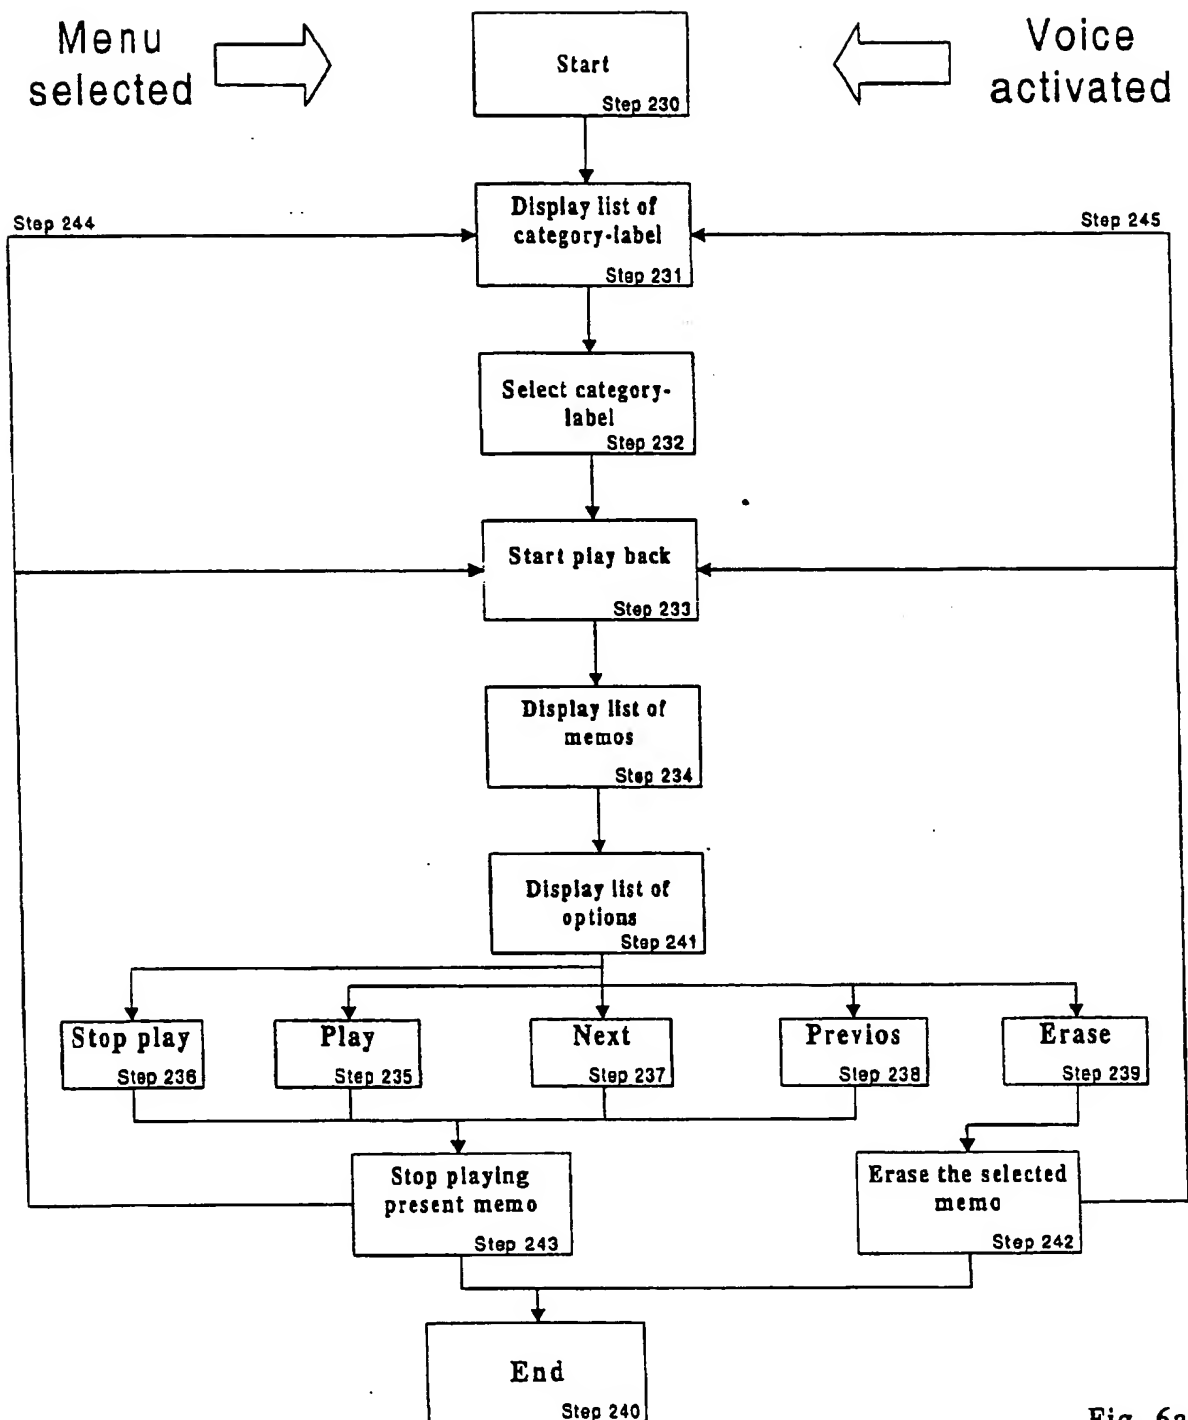 Menu
selected
Start
Step 230
Voice
activated
Display list of
category-label
Step 231
Step 244
Step 245
Select category-
label
Step 232
Start play back
Step 233
Display list of
memos
Step 234
Display list of
options
Step 241
Stop play
Step 236
Play
Step 235
Next
Step 237
Previos
Step 238
Erase
Step 239
Stop playing
present memo
Step 243
Erase the selected
memo
Step 242
End
Step 240
Fig. 6a